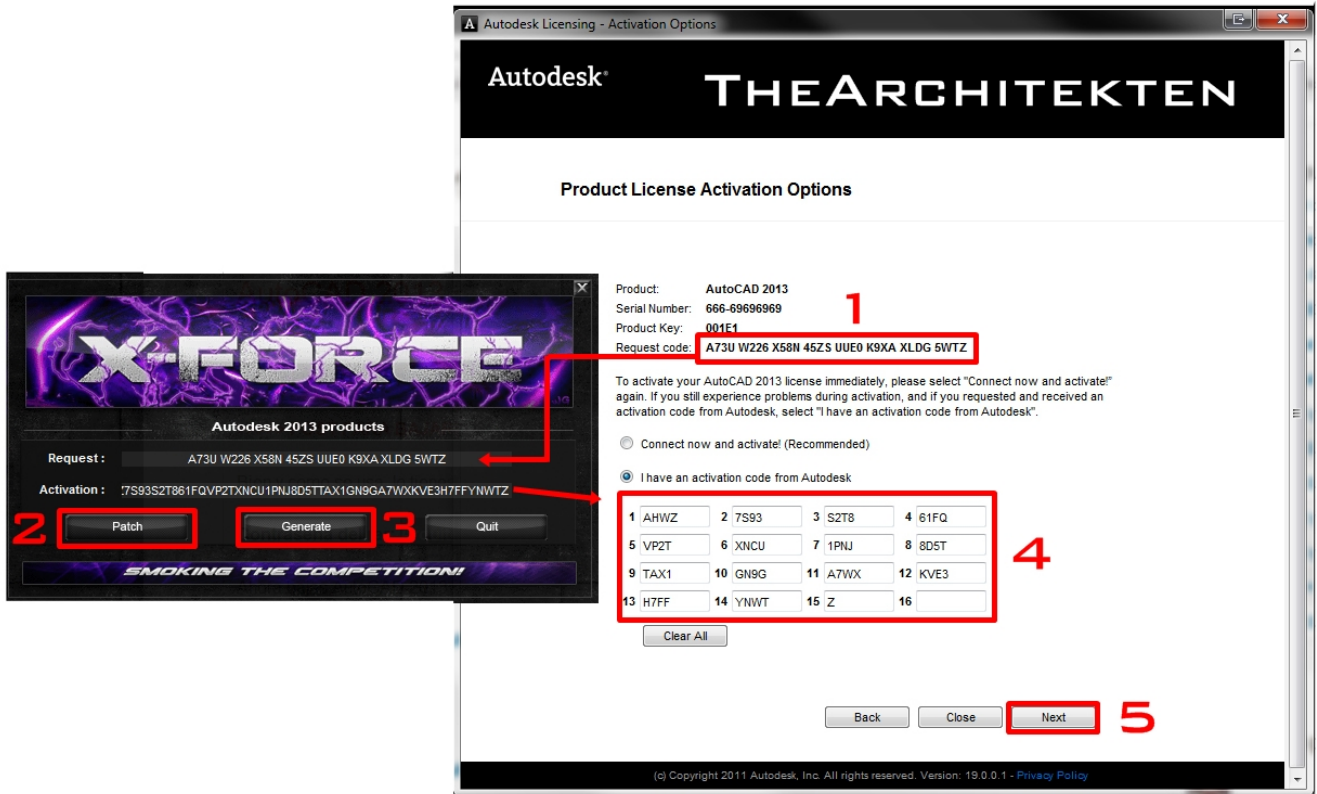 Autodesk Licensing - Activation Options
Autodesk®
THEARCHITEKTEN
Product License Activation Options
Product: AutoCAD 2013
Serial Number: 666-69696969
Product Key: 001E1
1
Request code: A73U W226 X58N 45ZS UUE0 K9XA XLDG 5WTZ
To activate your AutoCAD 2013 license immediately, please select "Connect now and activate!"
again. If you still experience problems during activation, and if you requested and received an
activation code from Autodesk, select "I have an activation code from Autodesk".
Connect now and activate! (Recommended)
I have an activation code from Autodesk
1 AHWZ 2 7S93 3 S2T8 4 61FQ
5 VP2T 6 XNCU 7 1PNJ 8 8D5T
9 TAX1 10 GN9G 11 A7WX 12 KVE3
13 H7FF 14 YNWT 15 Z 16
4
Clear All
Back Close Next
5
(c) Copyright 2011 Autodesk, Inc. All rights reserved. Version: 19.0.0.1 - Privacy Policy
X-FORCE
Autodesk 2013 products
Request : A73U W226 X58N 45ZS UUE0 K9XA XLDG 5WTZ
Activation : 7S93S2T861FQVP2TXNCU1PNJ8D5TTAX1GN9GA7WXKVE3H7FFYNWTZ
2 Patch Generate 3 Quit
SMOKING THE COMPETITION!